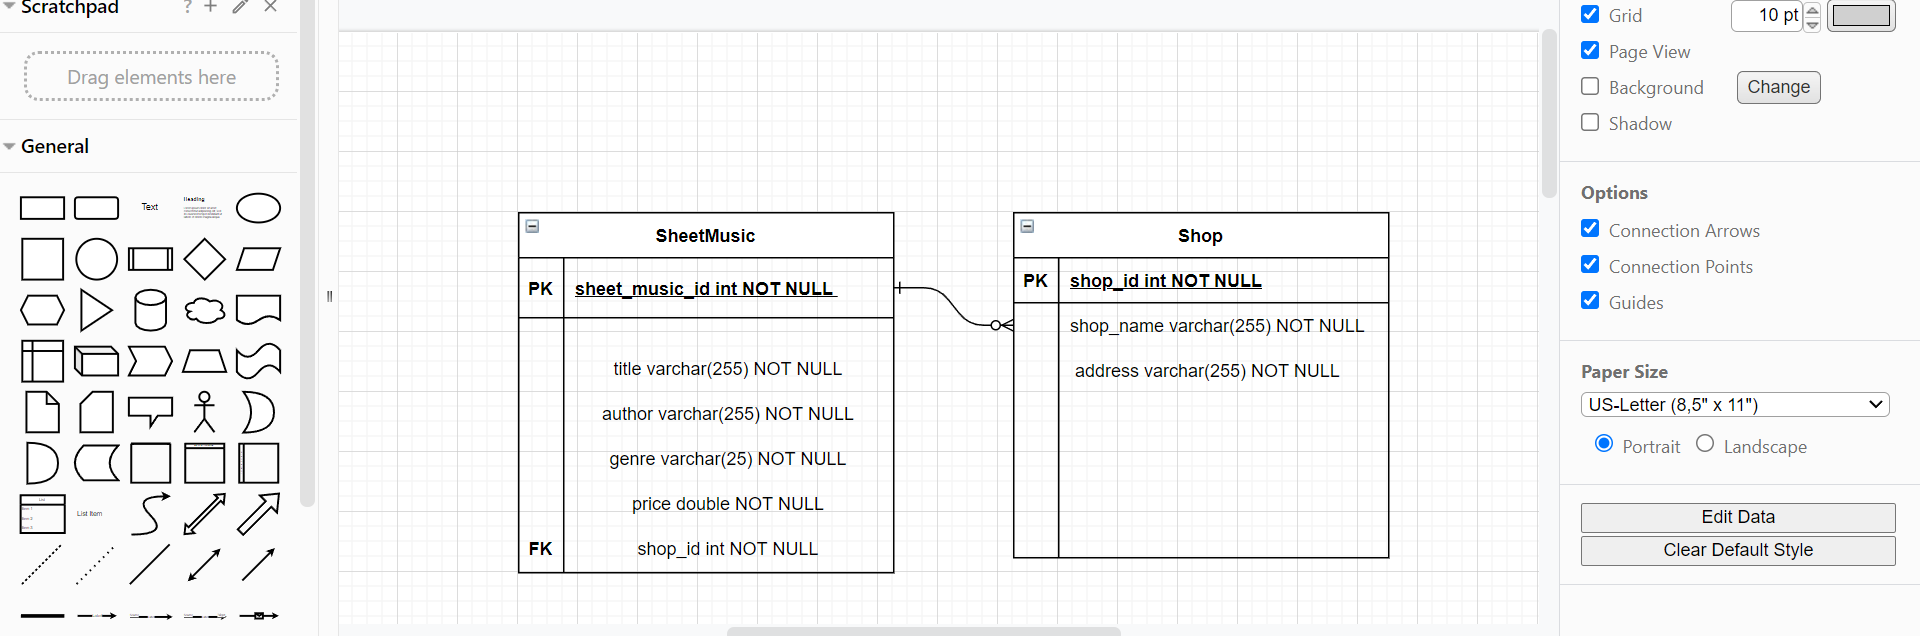 Scratchpad ?
Drag elements here
General
Text
Heading
List Item
SheetMusic
PK sheet_music_id int NOT NULL
title varchar(255) NOT NULL
author varchar(255) NOT NULL
genre varchar(25) NOT NULL
price double NOT NULL
FK shop_id int NOT NULL
Shop
PK shop_id int NOT NULL
shop_name varchar(255) NOT NULL
address varchar(255) NOT NULL
Grid 10 pt
Page View
Background Change
Shadow
Options
Connection Arrows
Connection Points
Guides
Paper Size
US-Letter (8,5" x 11")
Portrait Landscape
Edit Data
Clear Default Style